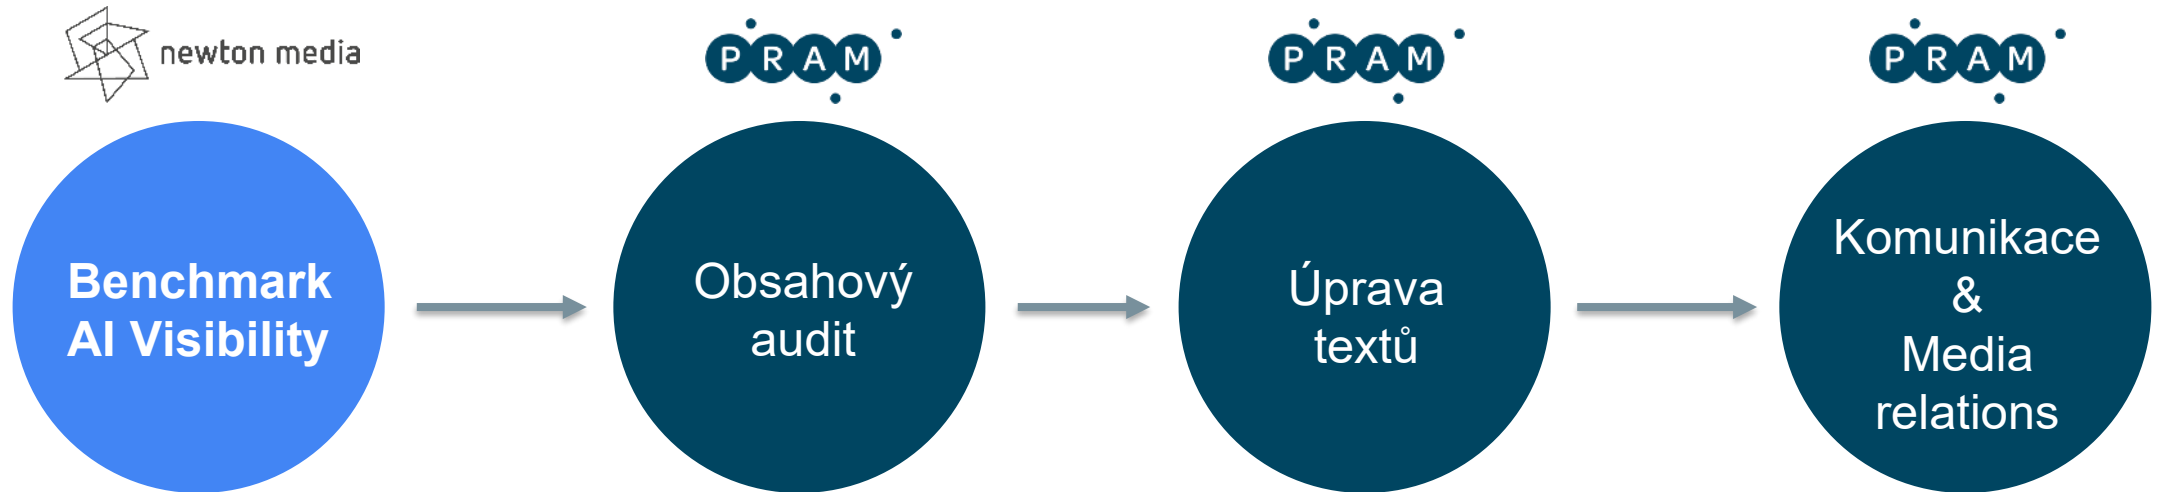 newton media
PRAM
PRAM
PRAM
Benchmark
AI Visibility
Obsahový
audit
Úprava
textů
Komunikace
&
Media
relations